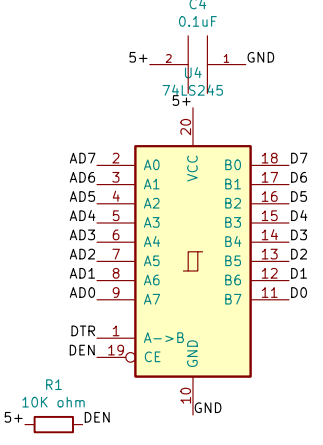 C4
0.1uF
5+ 2 1 GND
U4
74LS245
5+
20
VCC
AD7 2 A0 B0 18 D7
AD6 3 A1 B1 17 D6
AD5 4 A2 B2 16 D5
AD4 5 A3 B3 15 D4
AD3 6 A4 B4 14 D3
AD2 7 A5 B5 13 D2
AD1 8 A6 B6 12 D1
AD0 9 A7 B7 11 D0
DTR 1 A->B
DEN 19 CE
GND
10
GND
R1
10K ohm
5+ DEN